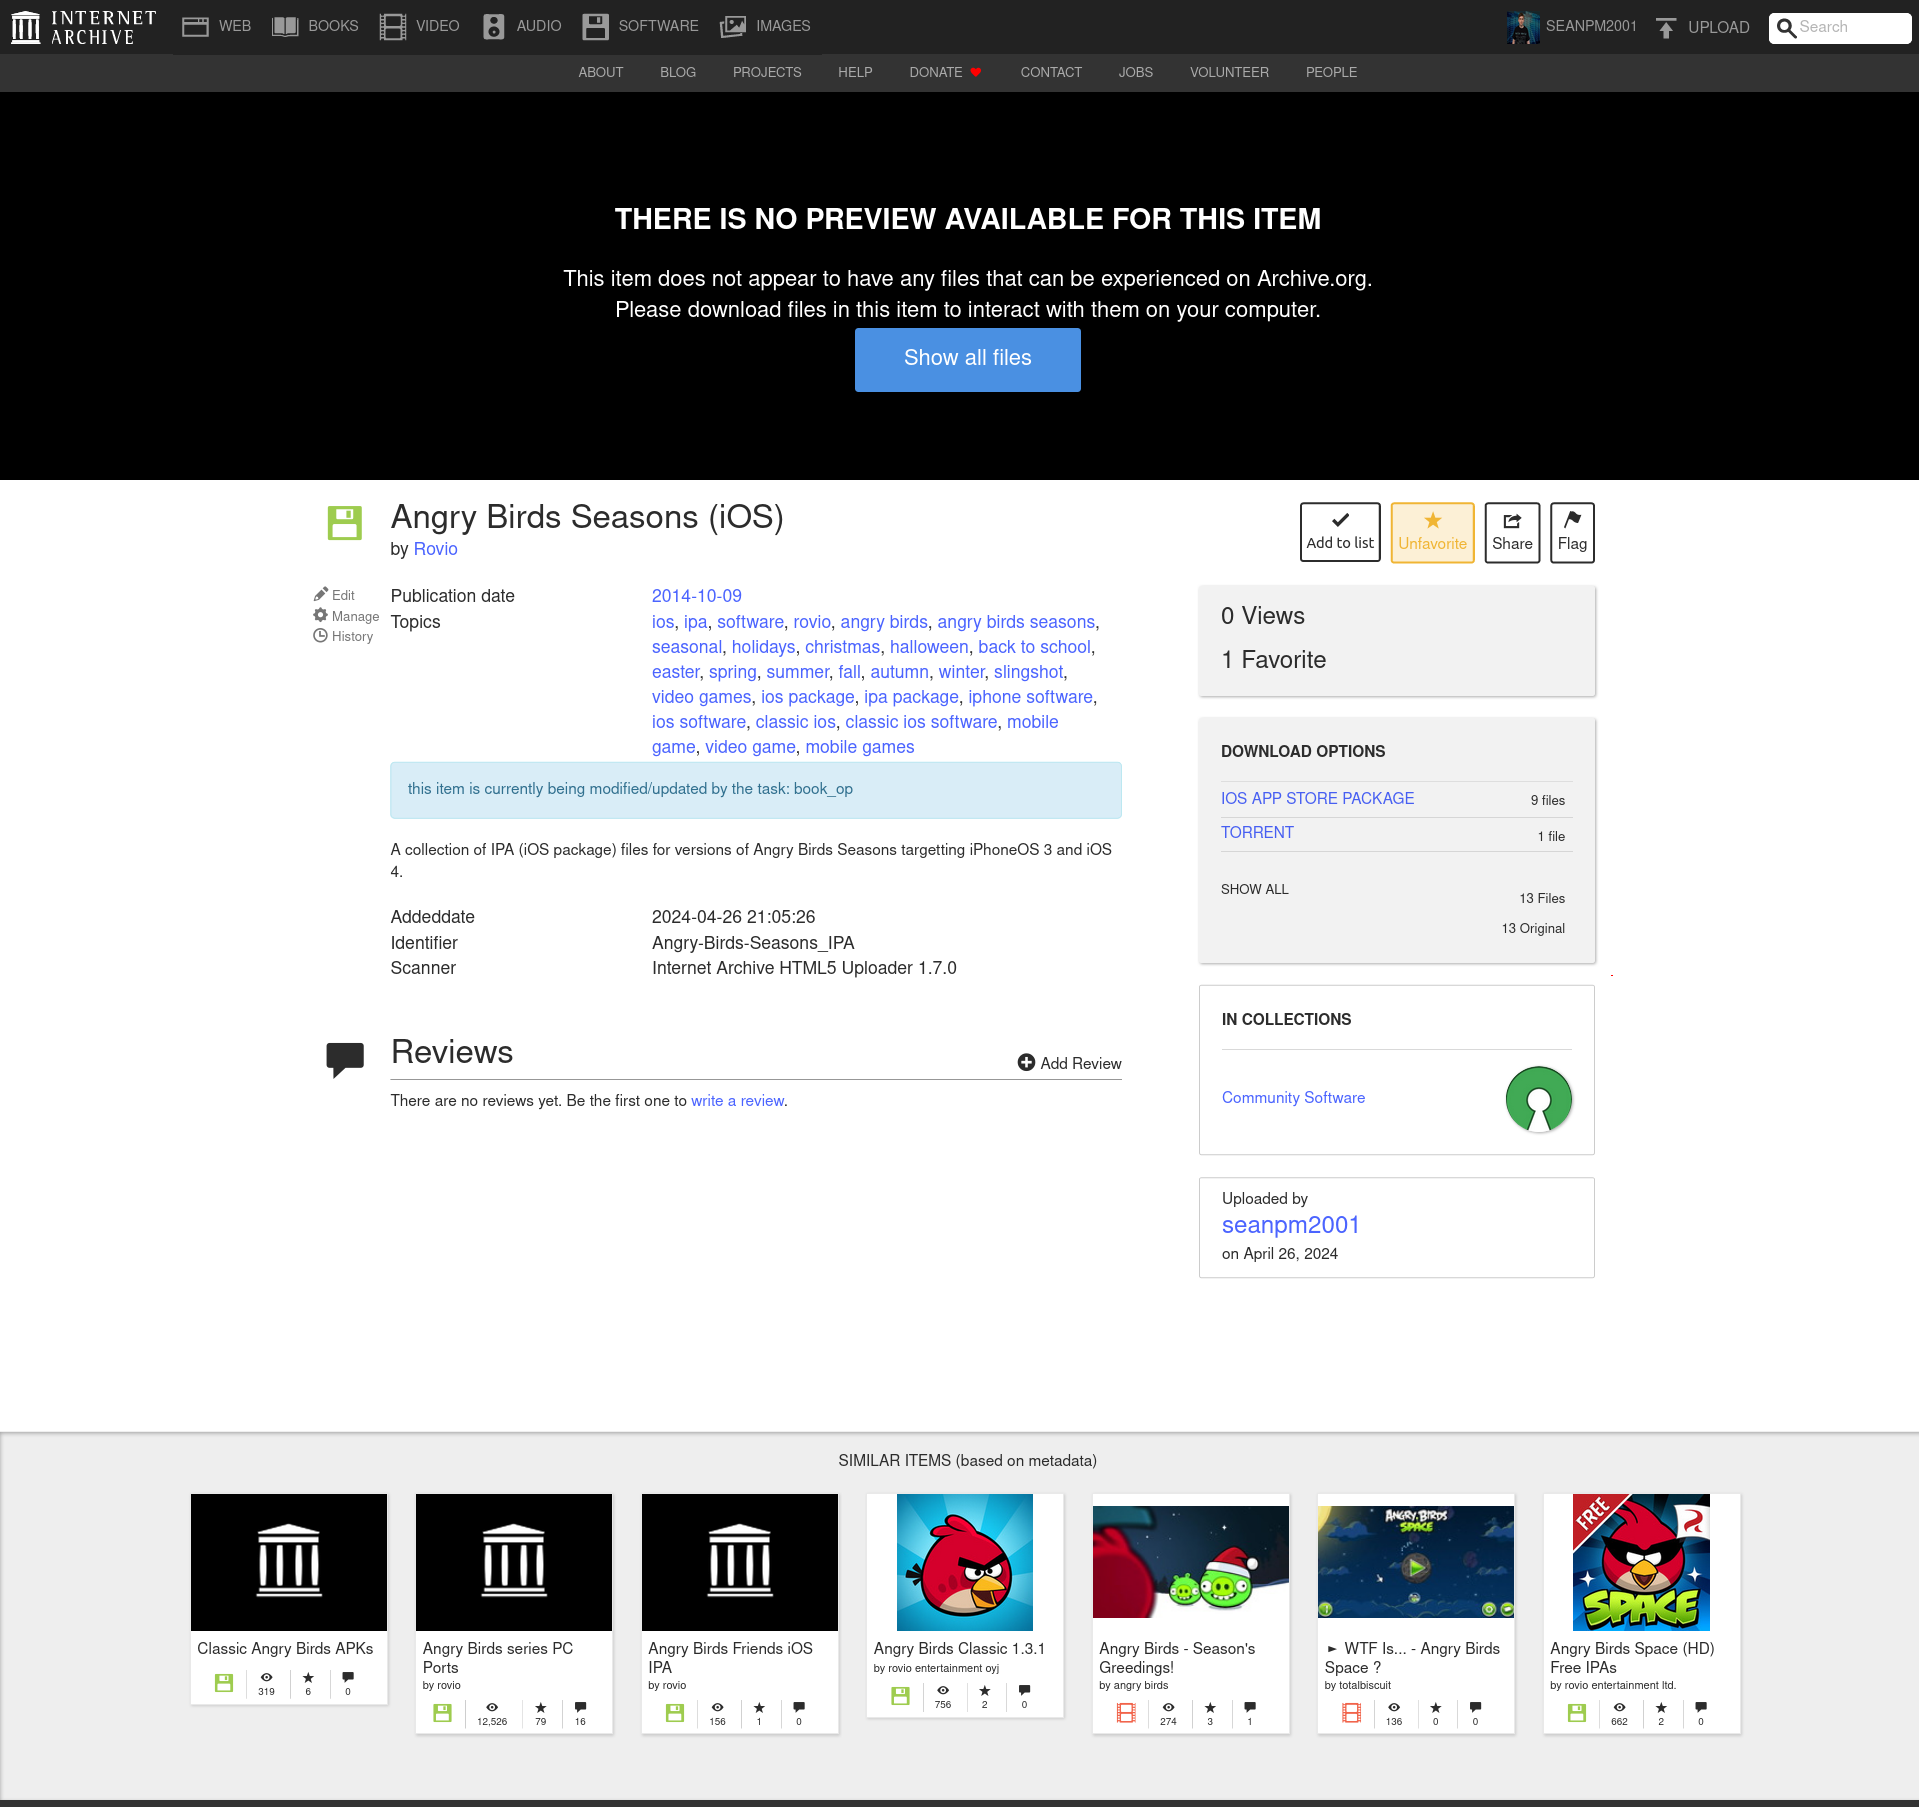 INTERNET ARCHIVE
WEB BOOKS VIDEO AUDIO SOFTWARE IMAGES SEANPM2001 UPLOAD Search
ABOUT BLOG PROJECTS HELP DONATE CONTACT JOBS VOLUNTEER PEOPLE
THERE IS NO PREVIEW AVAILABLE FOR THIS ITEM
This item does not appear to have any files that can be experienced on Archive.org.
Please download files in this item to interact with them on your computer.
Show all files
Angry Birds Seasons (iOS)
by Rovio
Add to list Unfavorite Share Flag
Edit
Manage
History
Publication date 2014-10-09
Topics ios, ipa, software, rovio, angry birds, angry birds seasons,
seasonal, holidays, christmas, halloween, back to school,
easter, spring, summer, fall, autumn, winter, slingshot,
video games, ios package, ipa package, iphone software,
ios software, classic ios, classic ios software, mobile
game, video game, mobile games
this item is currently being modified/updated by the task: book_op
A collection of IPA (iOS package) files for versions of Angry Birds Seasons targetting iPhoneOS 3 and iOS
4.
Addeddate 2024-04-26 21:05:26
Identifier Angry-Birds-Seasons_IPA
Scanner Internet Archive HTML5 Uploader 1.7.0
Reviews
Add Review
There are no reviews yet. Be the first one to write a review.
0 Views
1 Favorite
DOWNLOAD OPTIONS
IOS APP STORE PACKAGE 9 files
TORRENT 1 file
SHOW ALL 13 Files
13 Original
IN COLLECTIONS
Community Software
Uploaded by
seanpm2001
on April 26, 2024
SIMILAR ITEMS (based on metadata)
Classic Angry Birds APKs
319 6 0
Angry Birds series PC
Ports
by rovio
12,526 79 16
Angry Birds Friends iOS
IPA
by rovio
156 1 0
Angry Birds Classic 1.3.1
by rovio entertainment oyj
756 2 0
Angry Birds - Season's
Greedings!
by angry birds
274 3 1
ANGRY BIRDS
SPACE
► WTF Is... - Angry Birds
Space ?
by totalbiscuit
136 0 0
FREE
SPACE
Angry Birds Space (HD)
Free IPAs
by rovio entertainment ltd.
662 2 0